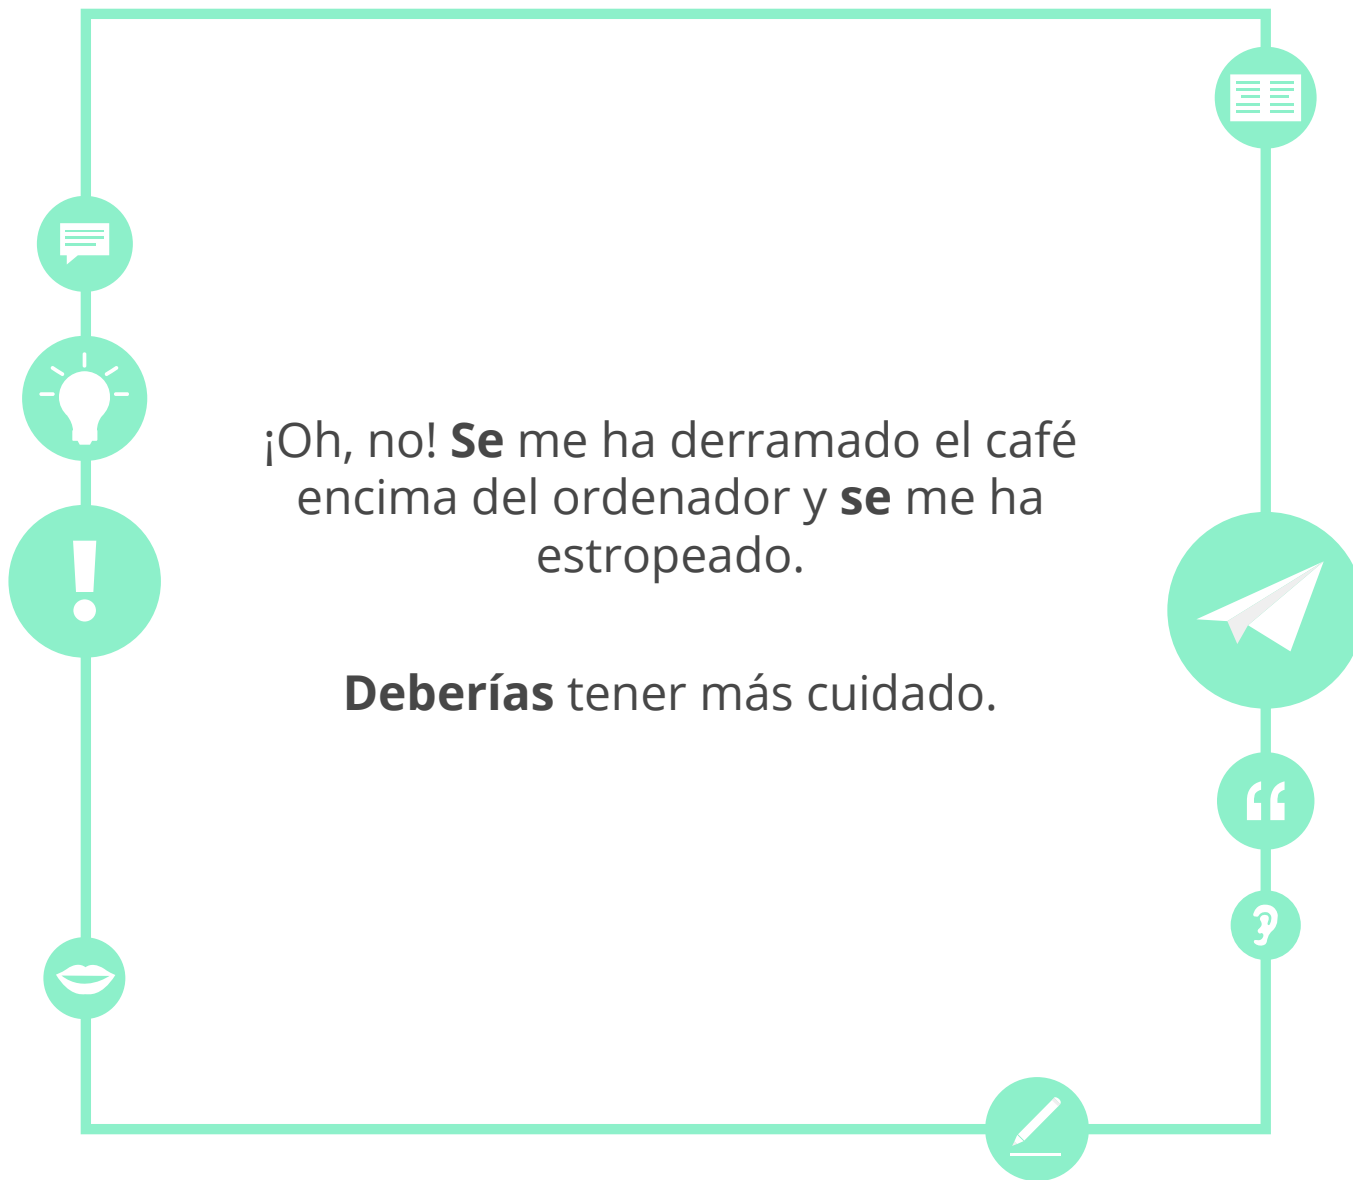 ¡Oh, no! Se me ha derramado el café
encima del ordenador y se me ha
estropeado.
Deberías tener más cuidado.